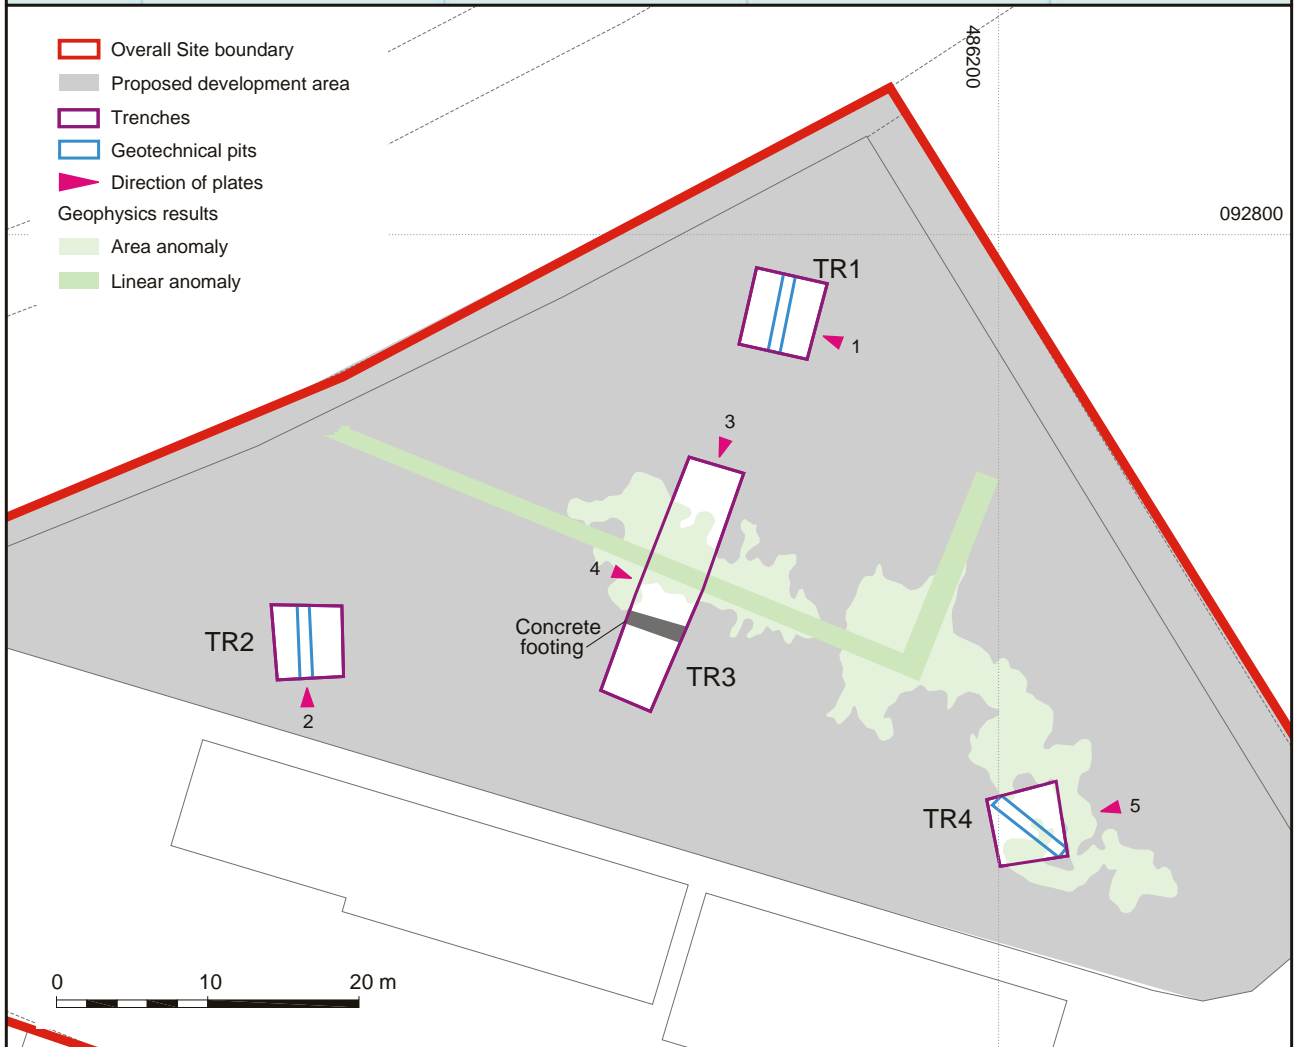 Overall Site boundary
Proposed development area
Trenches
Geotechnical pits
Direction of plates
Geophysics results
Area anomaly
Linear anomaly
486200
092800
TR1
1
3
4
Concrete
footing
TR3
TR2
2
TR4
5
0 10 20 m